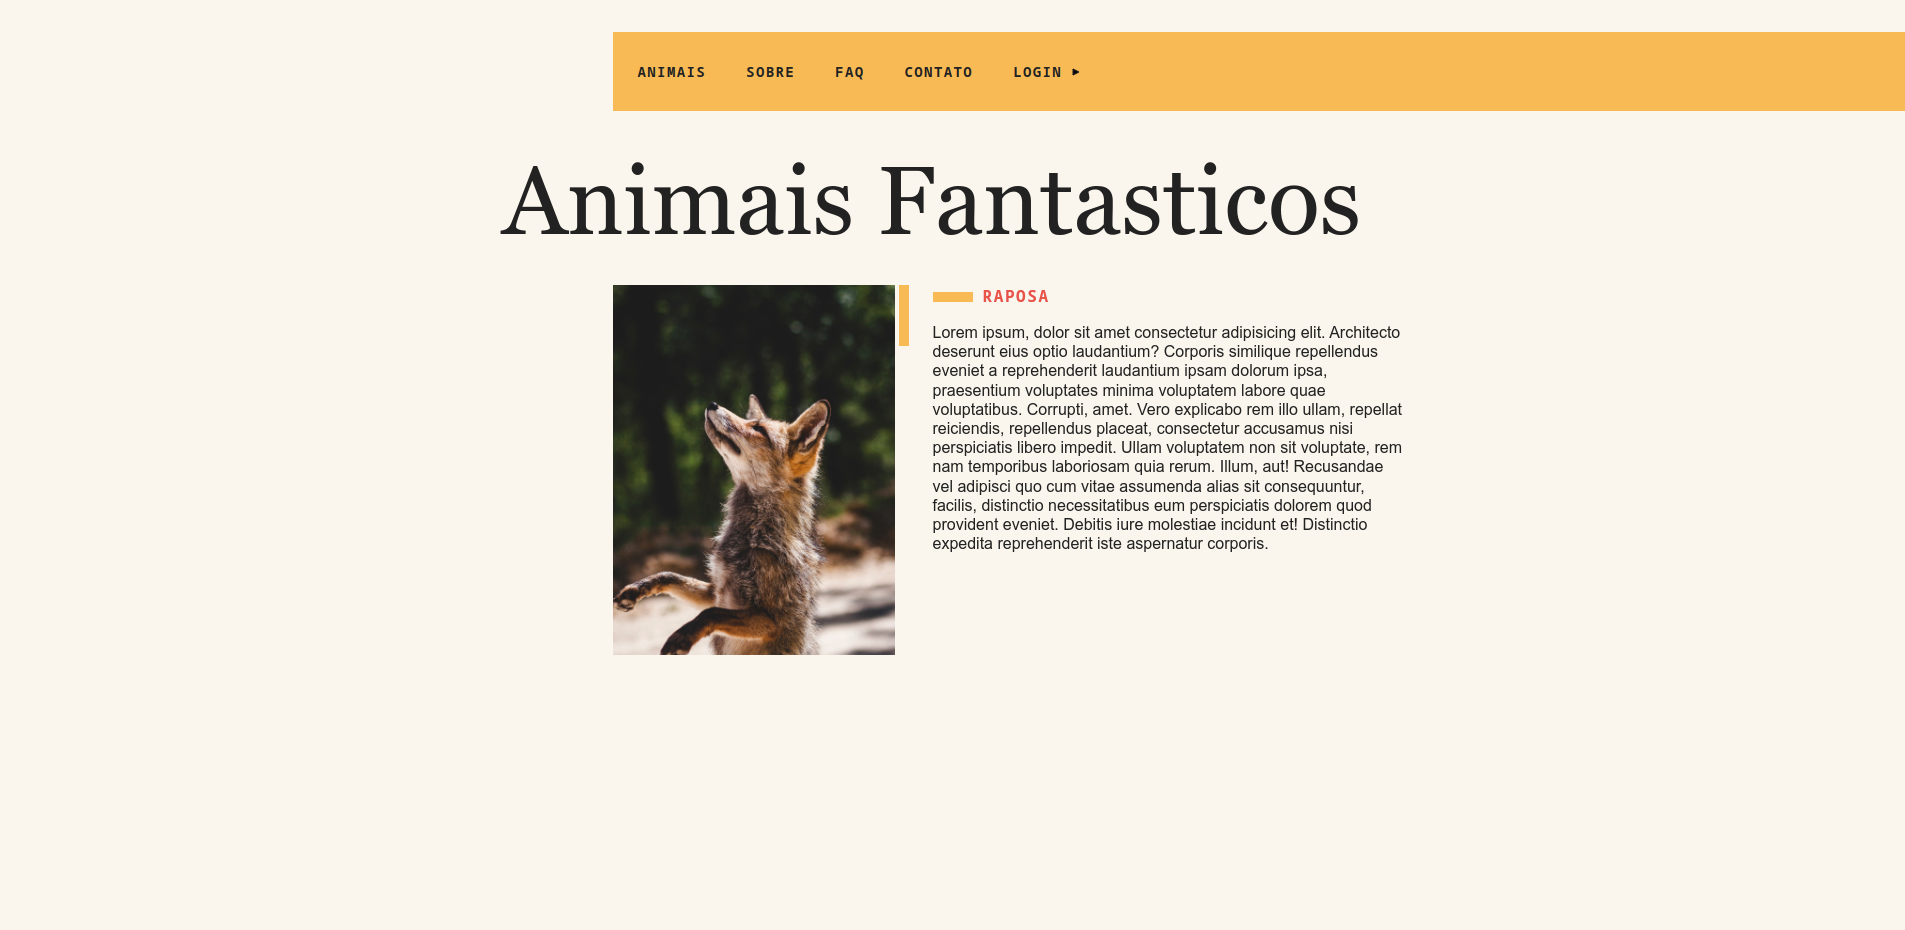 ANIMAIS SOBRE FAQ CONTATO LOGIN ▸
Animais Fantasticos
RAPOSA
Lorem ipsum, dolor sit amet consectetur adipisicing elit. Architecto
deserunt eius optio laudantium? Corporis similique repellendus
eveniet a reprehenderit laudantium ipsam dolorum ipsa,
praesentium voluptates minima voluptatem labore quae
voluptatibus. Corrupti, amet. Vero explicabo rem illo ullam, repellat
reiciendis, repellendus placeat, consectetur accusamus nisi
perspiciatis libero impedit. Ullam voluptatem non sit voluptate, rem
nam temporibus laboriosam quia rerum. Illum, aut! Recusandae
vel adipisci quo cum vitae assumenda alias sit consequuntur,
facilis, distinctio necessitatibus eum perspiciatis dolorem quod
provident eveniet. Debitis iure molestiae incidunt et! Distinctio
expedita reprehenderit iste aspernatur corporis.